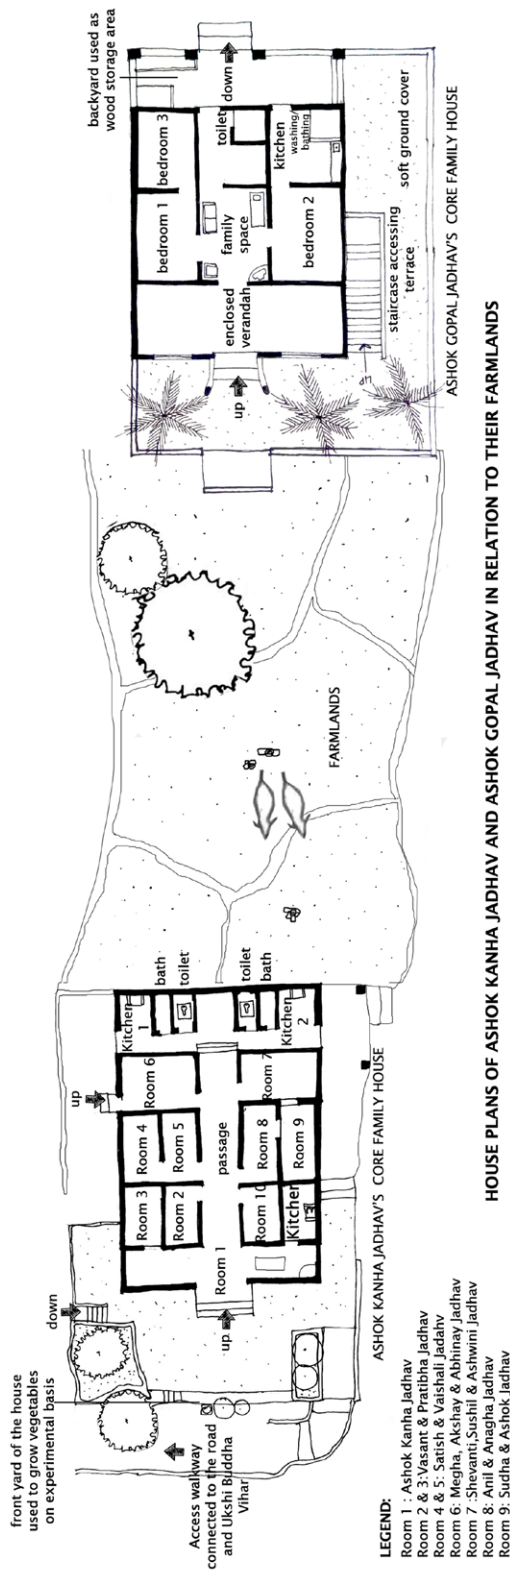 front yard of the house
used to grow vegetables
on experimental basis
down
Access walkway
connected to the road
and Ukshi Buddha
Vihar
up
Room 1
Room 3
Room 2
Room 4
Room 5
Room 6
up
passage
Room 10
Kitchen
Room 8
Room 9
Room 7
Kitchen
1
bath
toilet
toilet
bath
Kitchen
2
ASHOK KANHA JADHAV'S CORE FAMILY HOUSE
FARMLANDS
backyard used as
wood storage area
up
enclosed
verandah
bedroom 1
bedroom 3
family
space
toilet
down
bedroom 2
kitchen
washing/
bathing
up
staircase accessing
terrace
soft ground cover
ASHOK GOPAL JADHAV'S CORE FAMILY HOUSE
LEGEND:
Room 1 : Ashok Kanha Jadhav
Room 2 & 3:Vasant & Pratibha Jadhav
Room 4 & 5: Satish & Vaishali Jadahv
Room 6: Megha, Akshay & Abhinay Jadhav
Room 7 :Shevanti,Sushil & Ashwini Jadhav
Room 8: Anil & Anagha Jadhav
Room 9: Sudha & Ashok Jadhav
HOUSE PLANS OF ASHOK KANHA JADHAV AND ASHOK GOPAL JADHAV IN RELATION TO THEIR FARMLANDS